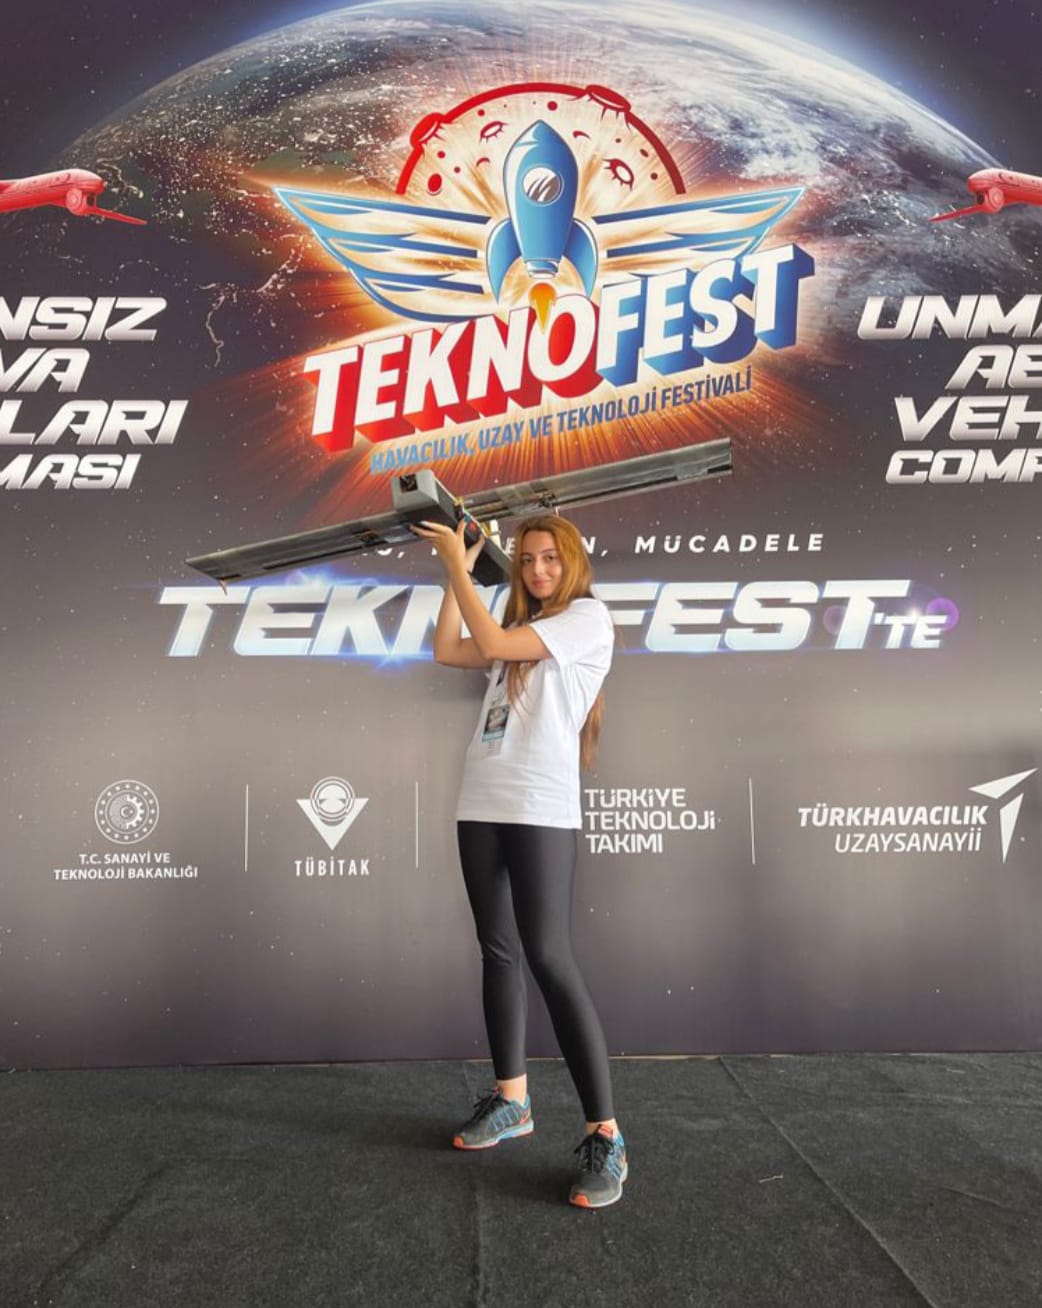 TEKNOFEST
HAVACILIK, UZAY VE TEKNOLOJİ FESTİVALİ
NSIZ
VA
LARI
MASI
UNM
AE
VEH
COMP
MÜCADELE
TEKNOFEST'TE
T.C. SANAYİ VE
TEKNOLOJİ BAKANLIĞI
TÜBİTAK
TÜRKİYE
TEKNOLOJİ
TAKIMI
TÜRKHAVACILIK
UZAYSANAYİİ